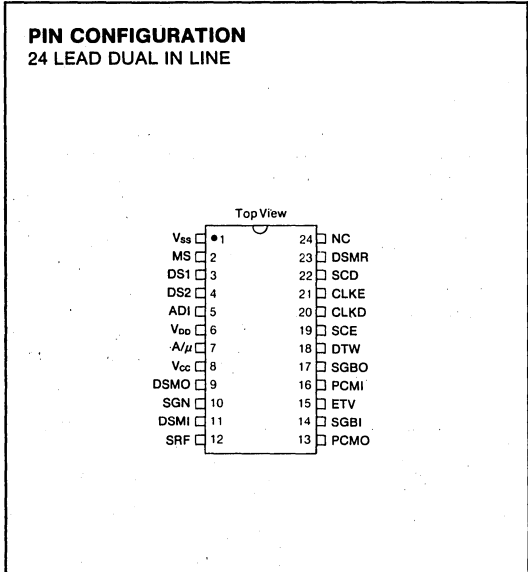 PIN CONFIGURATION
24 LEAD DUAL IN LINE
Top View
Vss 1 24 NC
MS 2 23 DSMR
DS1 3 22 SCD
DS2 4 21 CLKE
ADI 5 20 CLKD
VDD 6 19 SCE
A/μ 7 18 DTW
Vcc 8 17 SGBO
DSMO 9 16 PCMI
SGN 10 15 ETV
DSMI 11 14 SGBI
SRF 12 13 PCMO